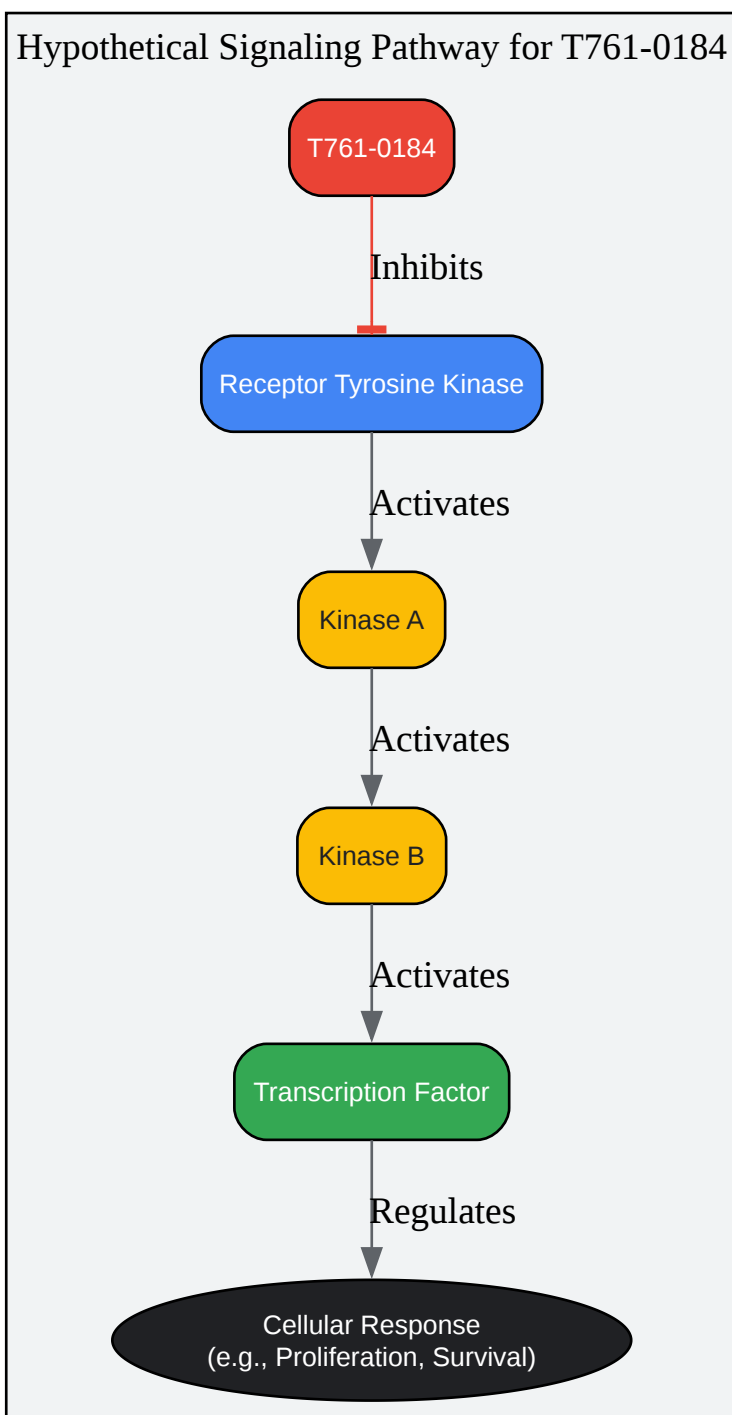 Hypothetical Signaling Pathway for T761-0184
T761-0184
Inhibits
Receptor Tyrosine Kinase
Activates
Kinase A
Activates
Kinase B
Activates
Transcription Factor
Regulates
Cellular Response
(e.g., Proliferation, Survival)